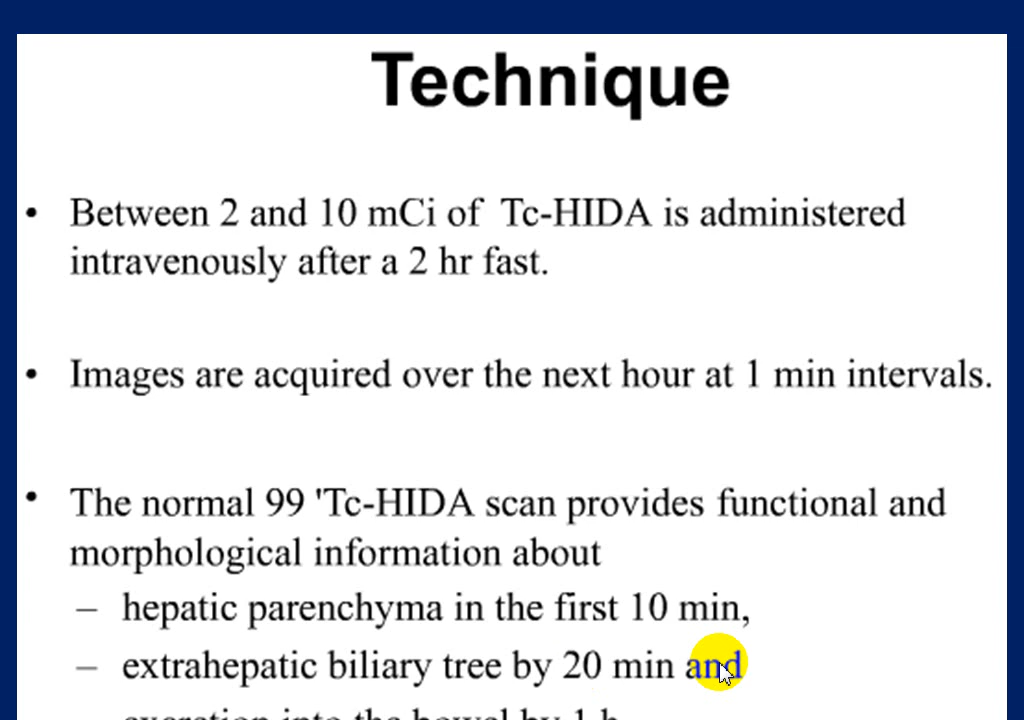 Technique
• Between 2 and 10 mCi of Tc-HIDA is administered
intravenously after a 2 hr fast.
• Images are acquired over the next hour at 1 min intervals.
• The normal 99 'Tc-HIDA scan provides functional and
morphological information about
– hepatic parenchyma in the first 10 min,
– extrahepatic biliary tree by 20 min and
excretion into the bowel by 1 h